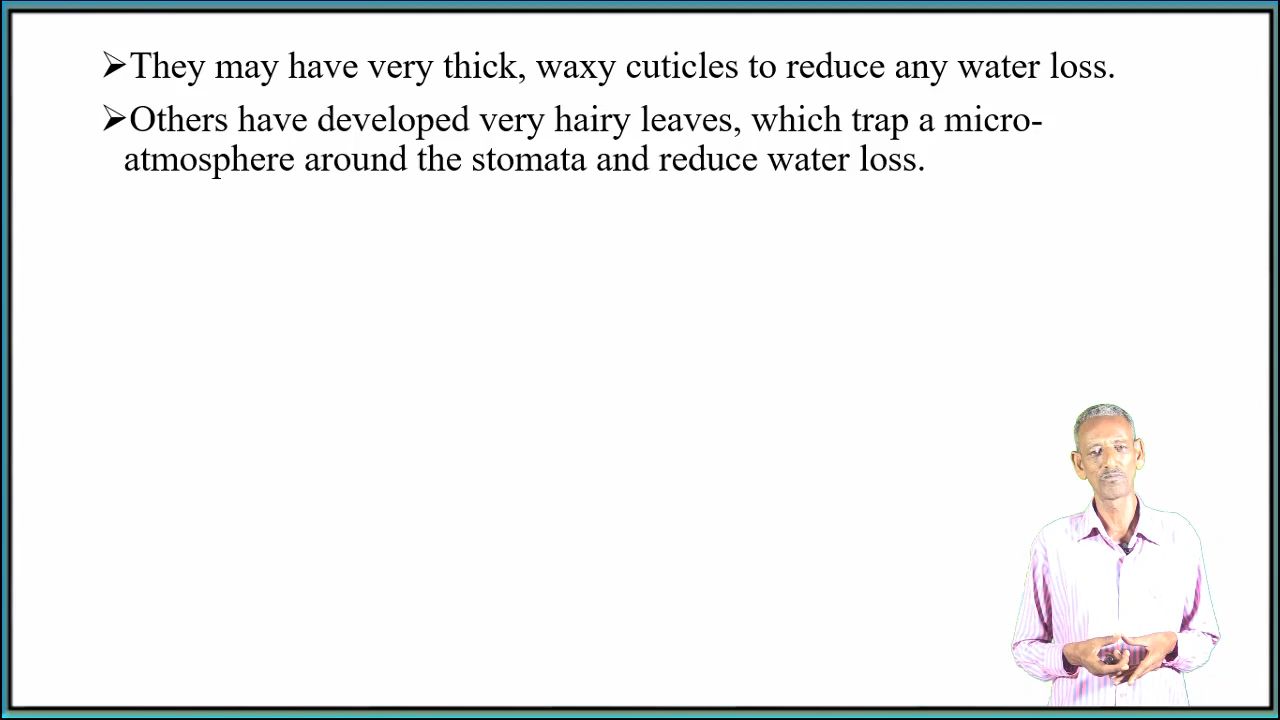 ➢They may have very thick, waxy cuticles to reduce any water loss.
➢Others have developed very hairy leaves, which trap a micro-
atmosphere around the stomata and reduce water loss.